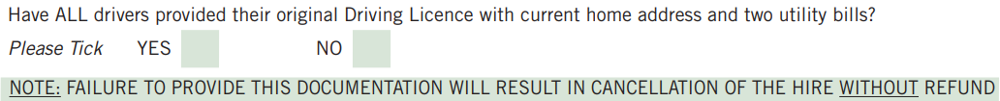 Have ALL drivers provided their original Driving Licence with current home address and two utility bills?
Please Tick YES NO
NOTE: FAILURE TO PROVIDE THIS DOCUMENTATION WILL RESULT IN CANCELLATION OF THE HIRE WITHOUT REFUND